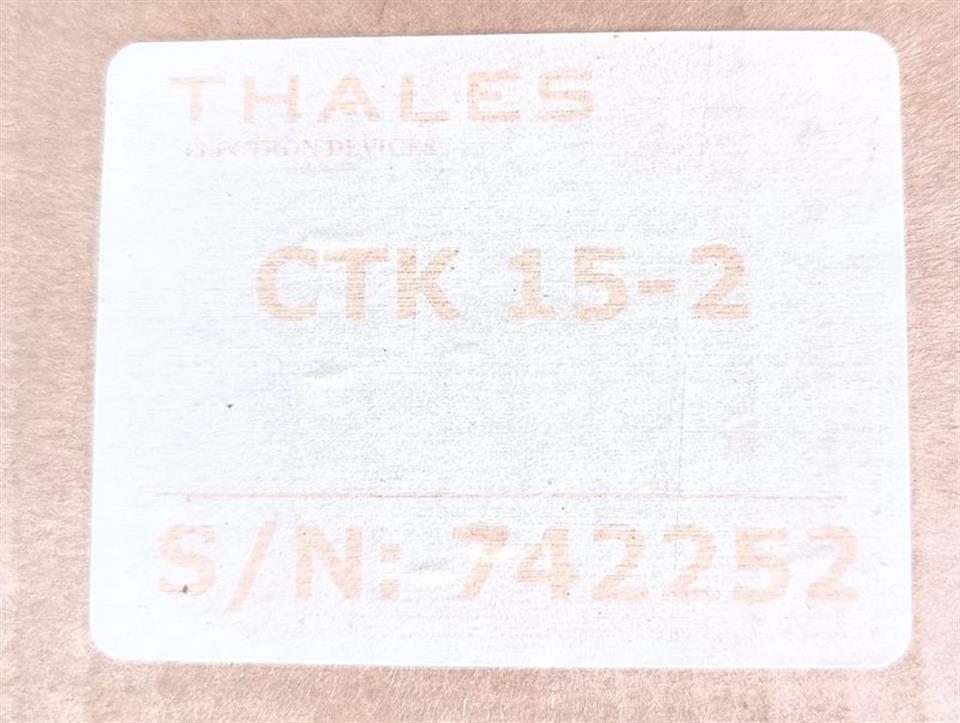 THALES
ELECTRON DEVICES
CTK 15-2
S/N: 742252